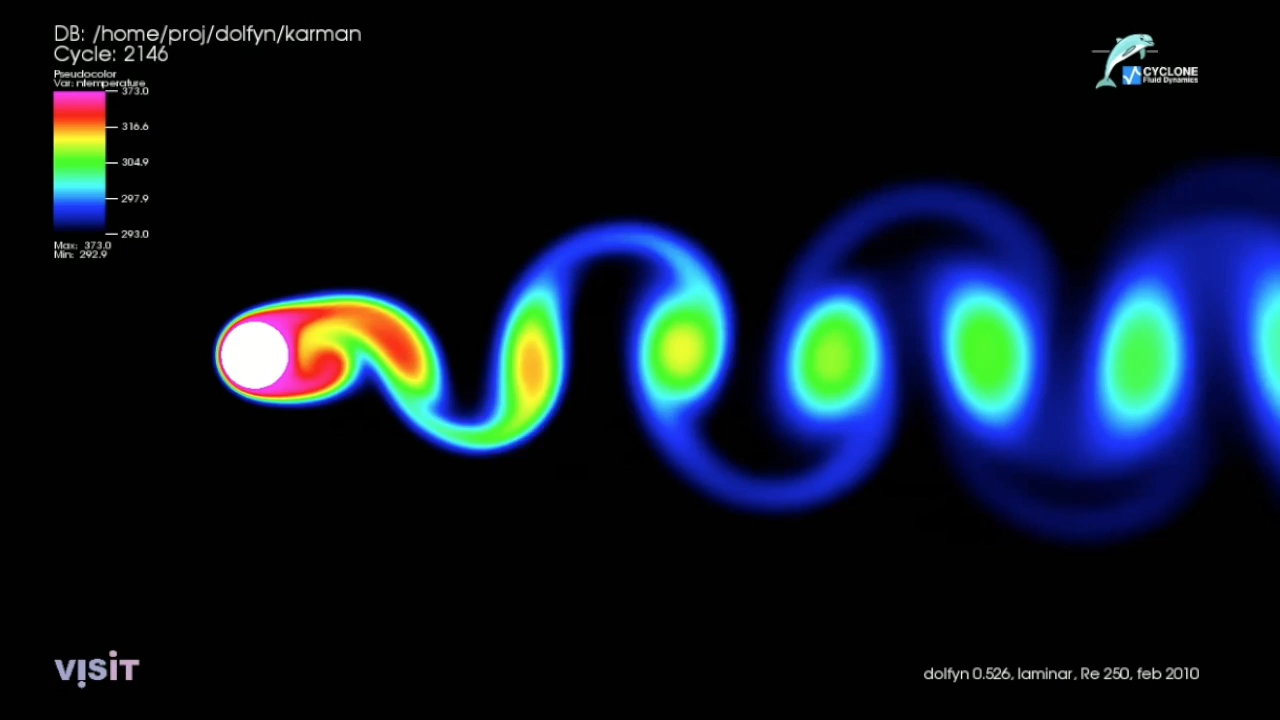 DB: /home/proj/dolfyn/karman
Cycle: 2146
Pseudocolor
Var: ntemperature
373.0
316.6
304.9
297.9
293.0
Max: 373.0
Min: 292.9
CYCLONE
Fluid Dynamics
VISIT
dolfyn 0.526, laminar, Re 250, feb 2010